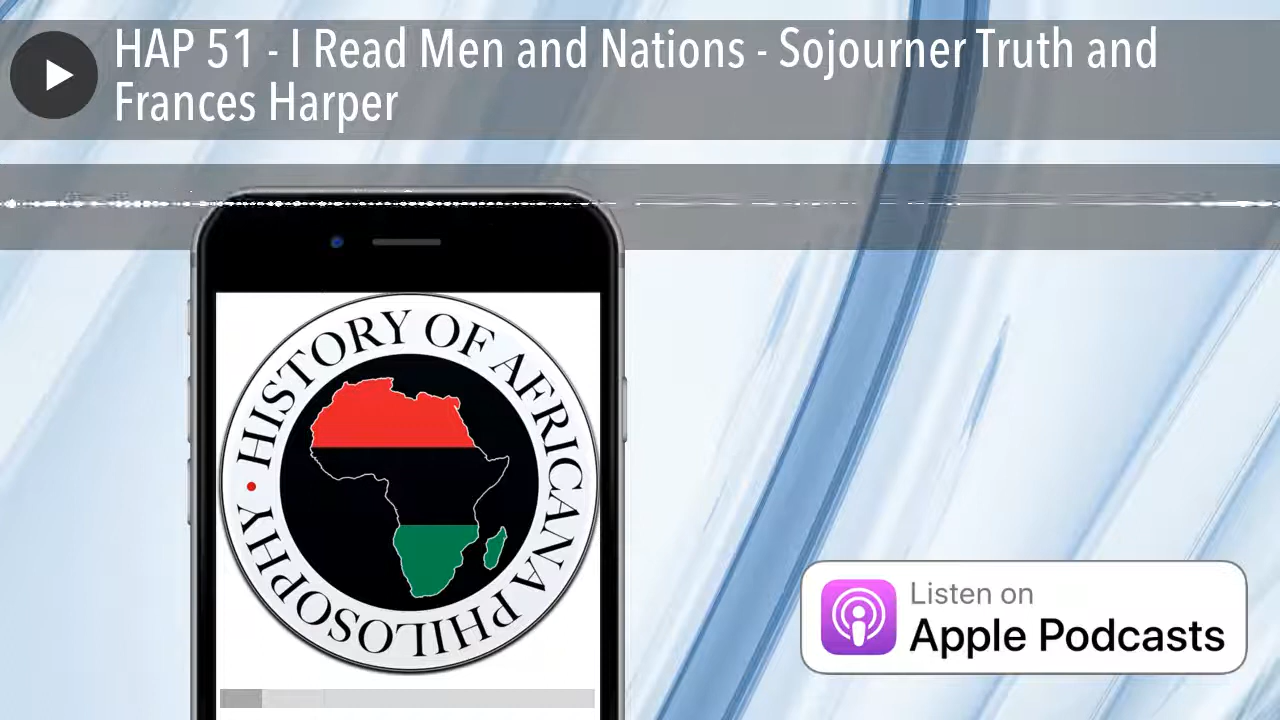 HAP 51 - I Read Men and Nations - Sojourner Truth and
Frances Harper
HISTORY OF AFRICANA PHILOSOPHY
Listen on
Apple Podcasts